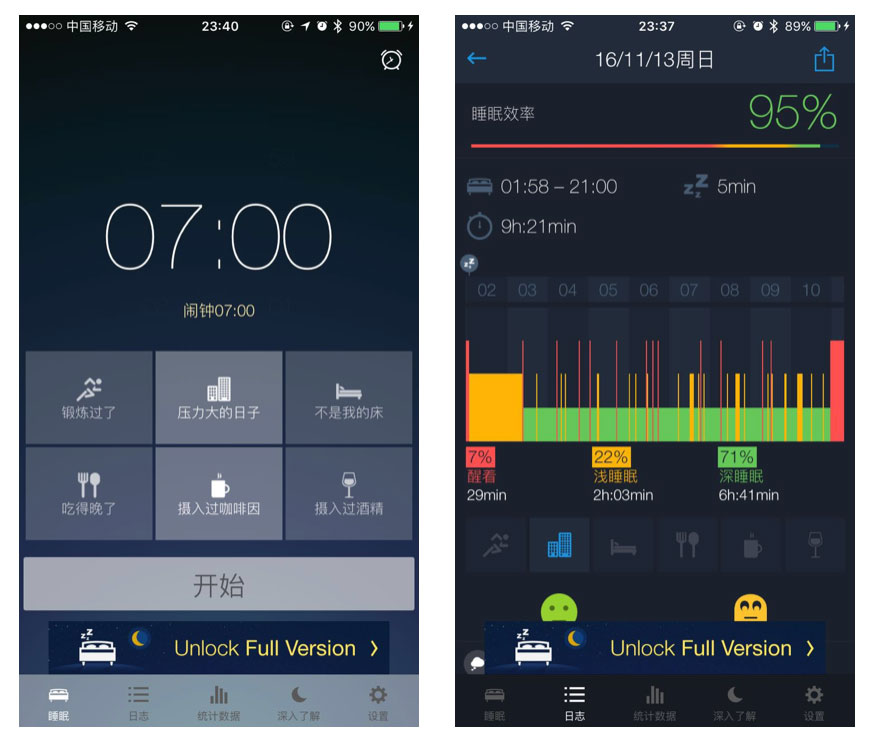 中国移动 23:40 90%
07:00
闹钟07:00
锻炼过了 压力大的日子 不是我的床
吃得晚了 摄入过咖啡因 摄入过酒精
开始
zzZ Unlock Full Version >
睡眠 日志 统计数据 深入了解 设置
中国移动 23:37 89%
16/11/13周日
睡眠效率 95%
01:58 – 21:00 zzZ 5min
9h:21min
zZ
02 03 04 05 06 07 08 09 10
7% 22% 71%
醒着 浅睡眠 深睡眠
29min 2h:03min 6h:41min
zzZ Unlock Full Version >
睡眠 日志 统计数据 深入了解 设置